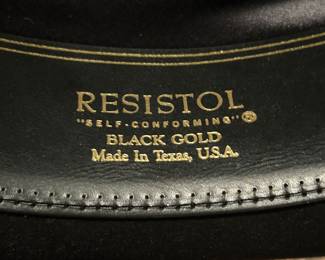 RESISTOL
"SELF-CONFORMING" ®
BLACK GOLD
Made in Texas, U.S.A.